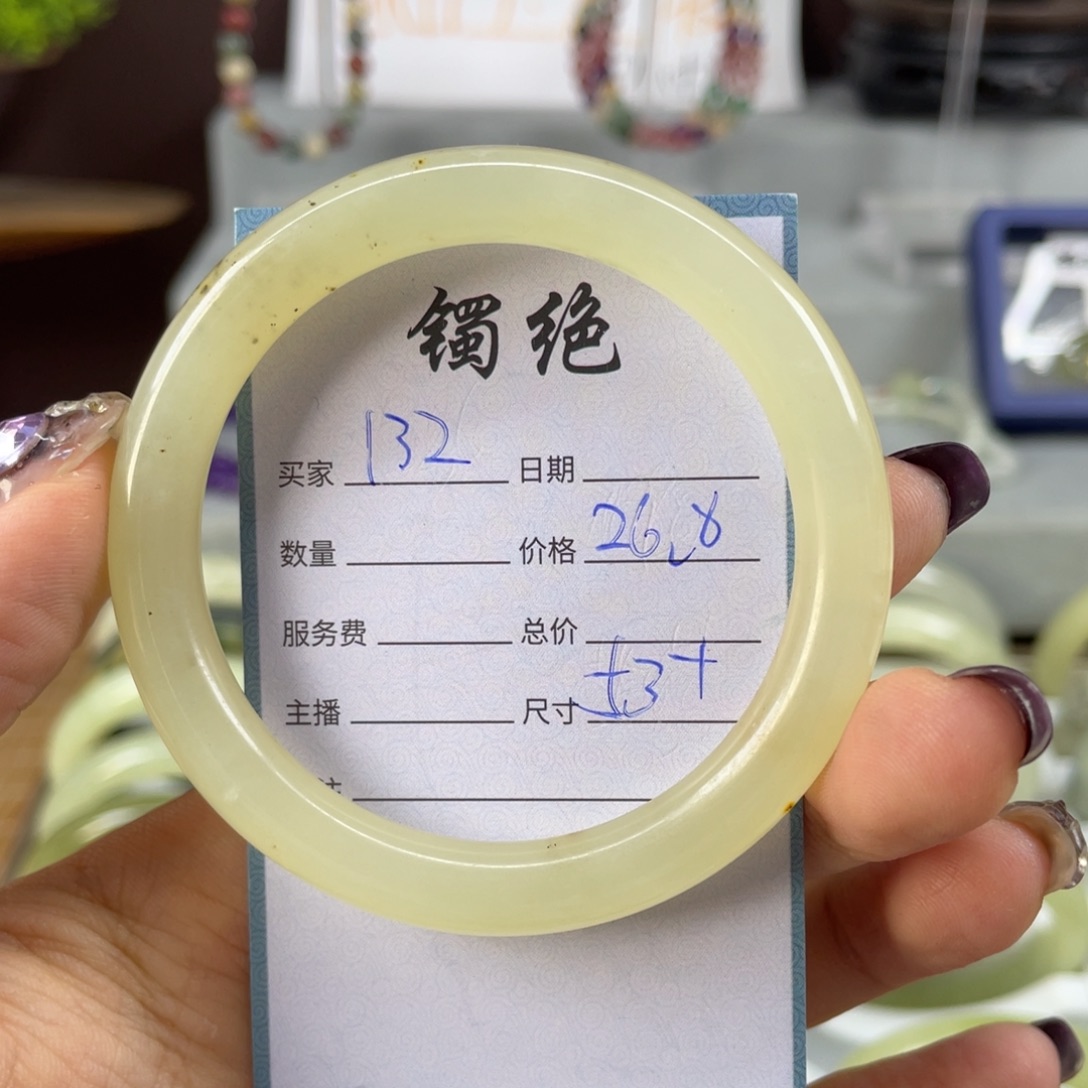 镯绝
买家 132 日期
数量 价格 26.8
服务费 总价
主播 尺寸 53+